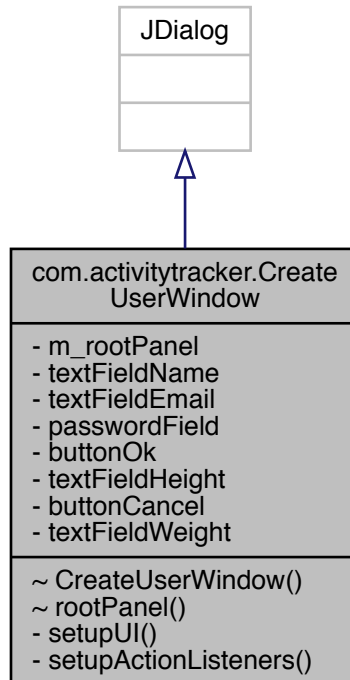 JDialog
com.activitytracker.Create
UserWindow
- m_rootPanel
- textFieldName
- textFieldEmail
- passwordField
- buttonOk
- textFieldHeight
- buttonCancel
- textFieldWeight
~ CreateUserWindow()
~ rootPanel()
- setupUI()
- setupActionListeners()